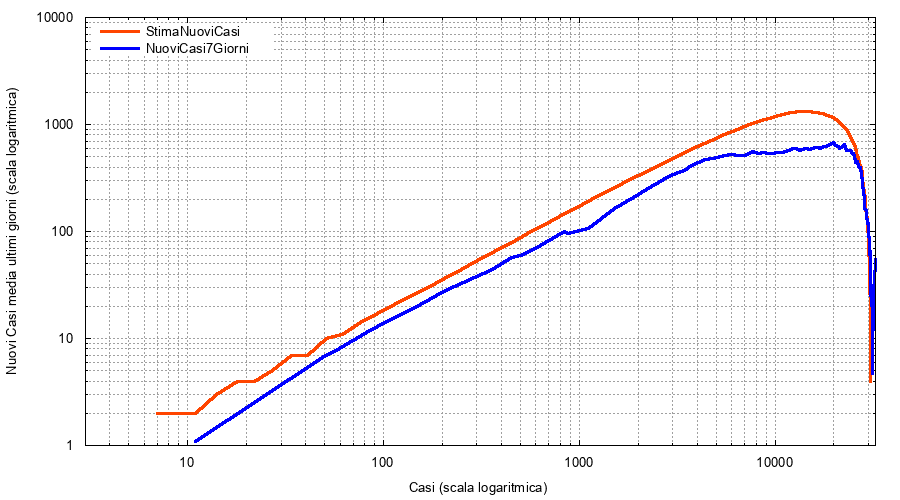 10000
1000
100
10
1
StimaNuoviCasi
NuoviCasi7Giorni
Nuovi Casi media ultimi giorni (scala logaritmica)
10
100
1000
10000
Casi (scala logaritmica)